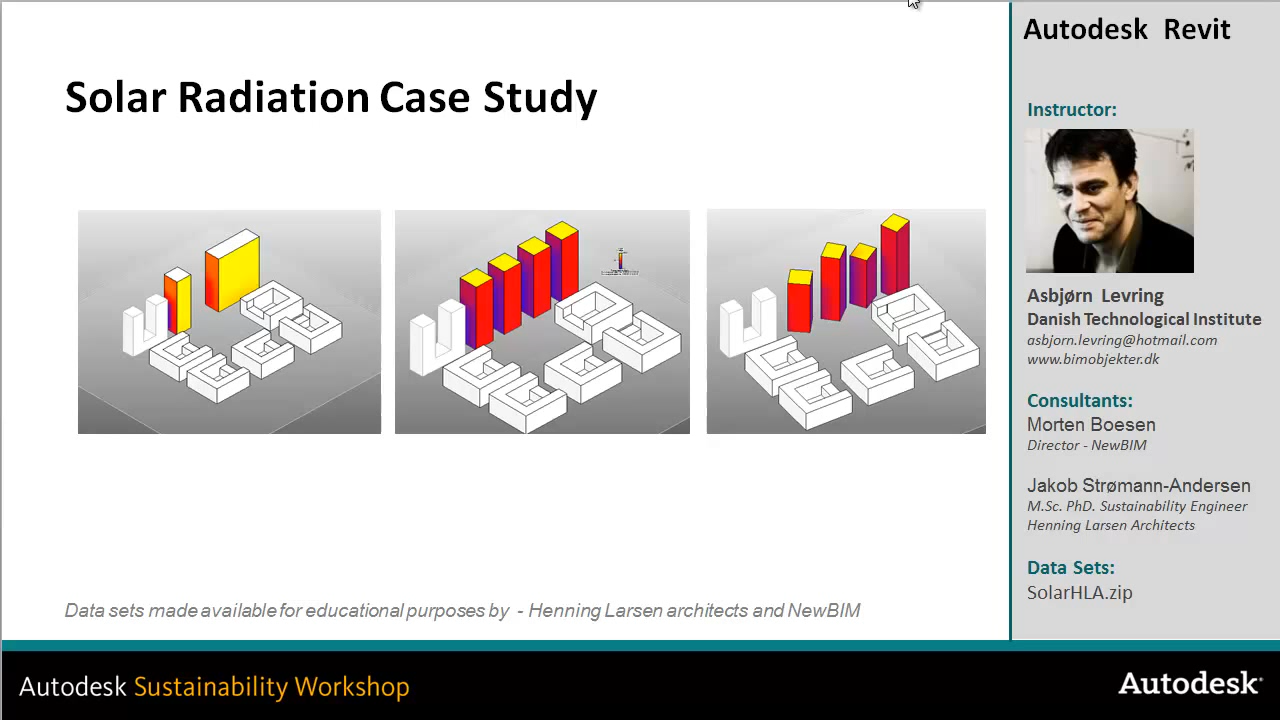 Autodesk Revit
Solar Radiation Case Study
Instructor:
Asbjørn Levring
Danish Technological Institute
asbjorn.levring@hotmail.com
www.bimobjekter.dk
Consultants:
Morten Boesen
Director - NewBIM
Jakob Strømann-Andersen
M.Sc. PhD. Sustainability Engineer
Henning Larsen Architects
Data Sets:
SolarHLA.zip
Data sets made available for educational purposes by - Henning Larsen architects and NewBIM
Autodesk Sustainability Workshop
Autodesk